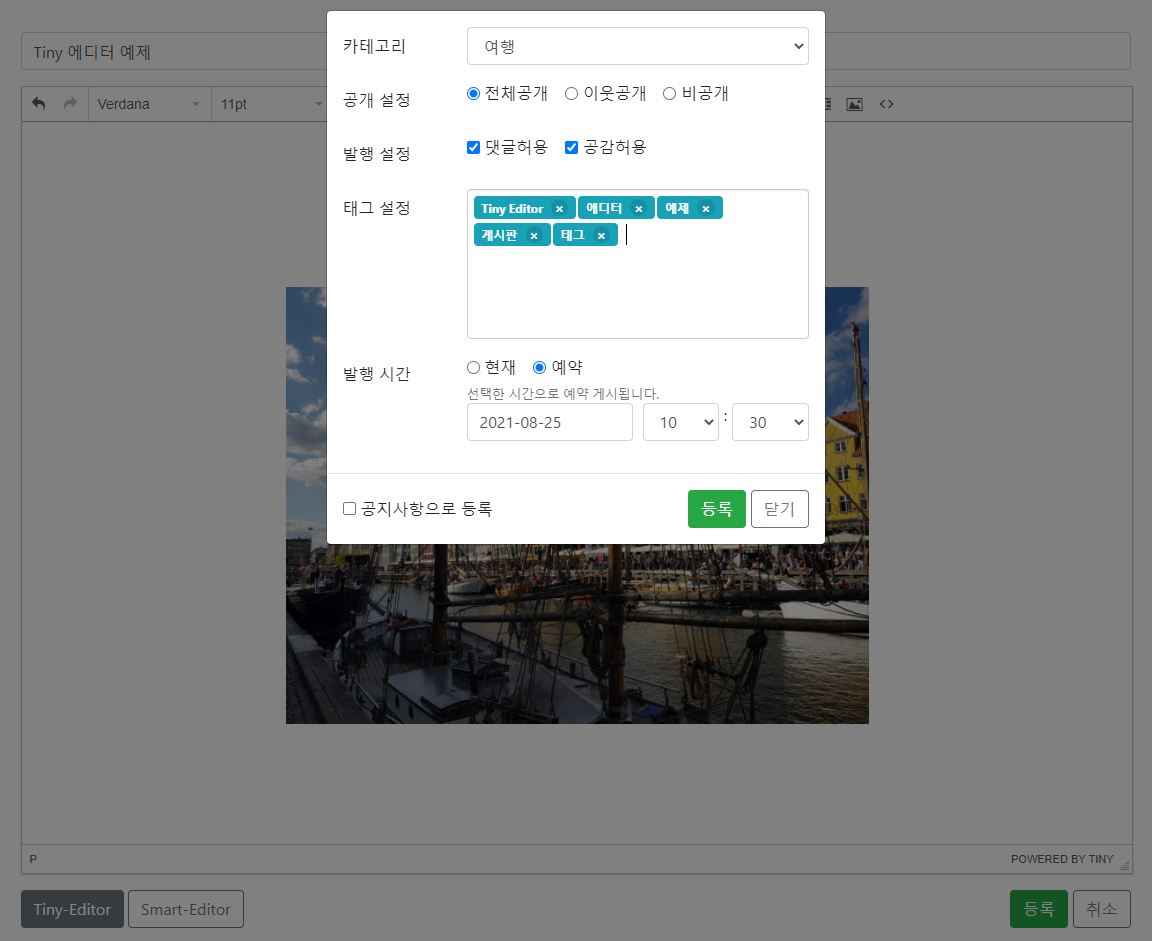 Tiny 에디터 예제
Verdana 11pt
카테고리 여행
공개 설정 전체공개 이웃공개 비공개
발행 설정 댓글허용 공감허용
태그 설정 Tiny Editor × 에디터 × 예제 ×
게시판 × 태그 ×
발행 시간 현재 예약
선택한 시간으로 예약 게시됩니다.
2021-08-25 10 : 30
공지사항으로 등록 등록 닫기
P POWERED BY TINY
Tiny-Editor Smart-Editor 등록 취소